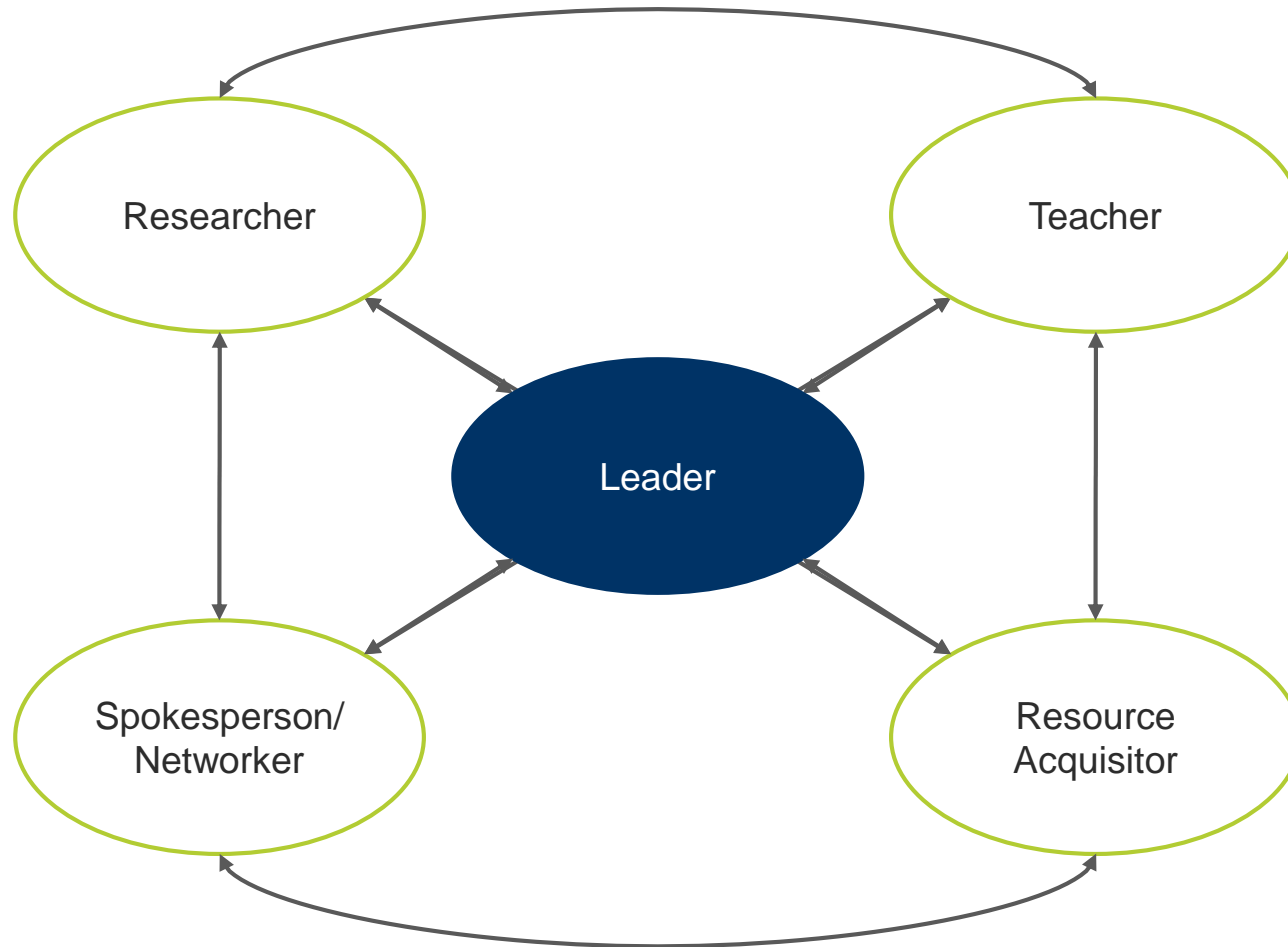 Researcher
Teacher
Leader
Spokesperson/
Networker
Resource
Acquisitor